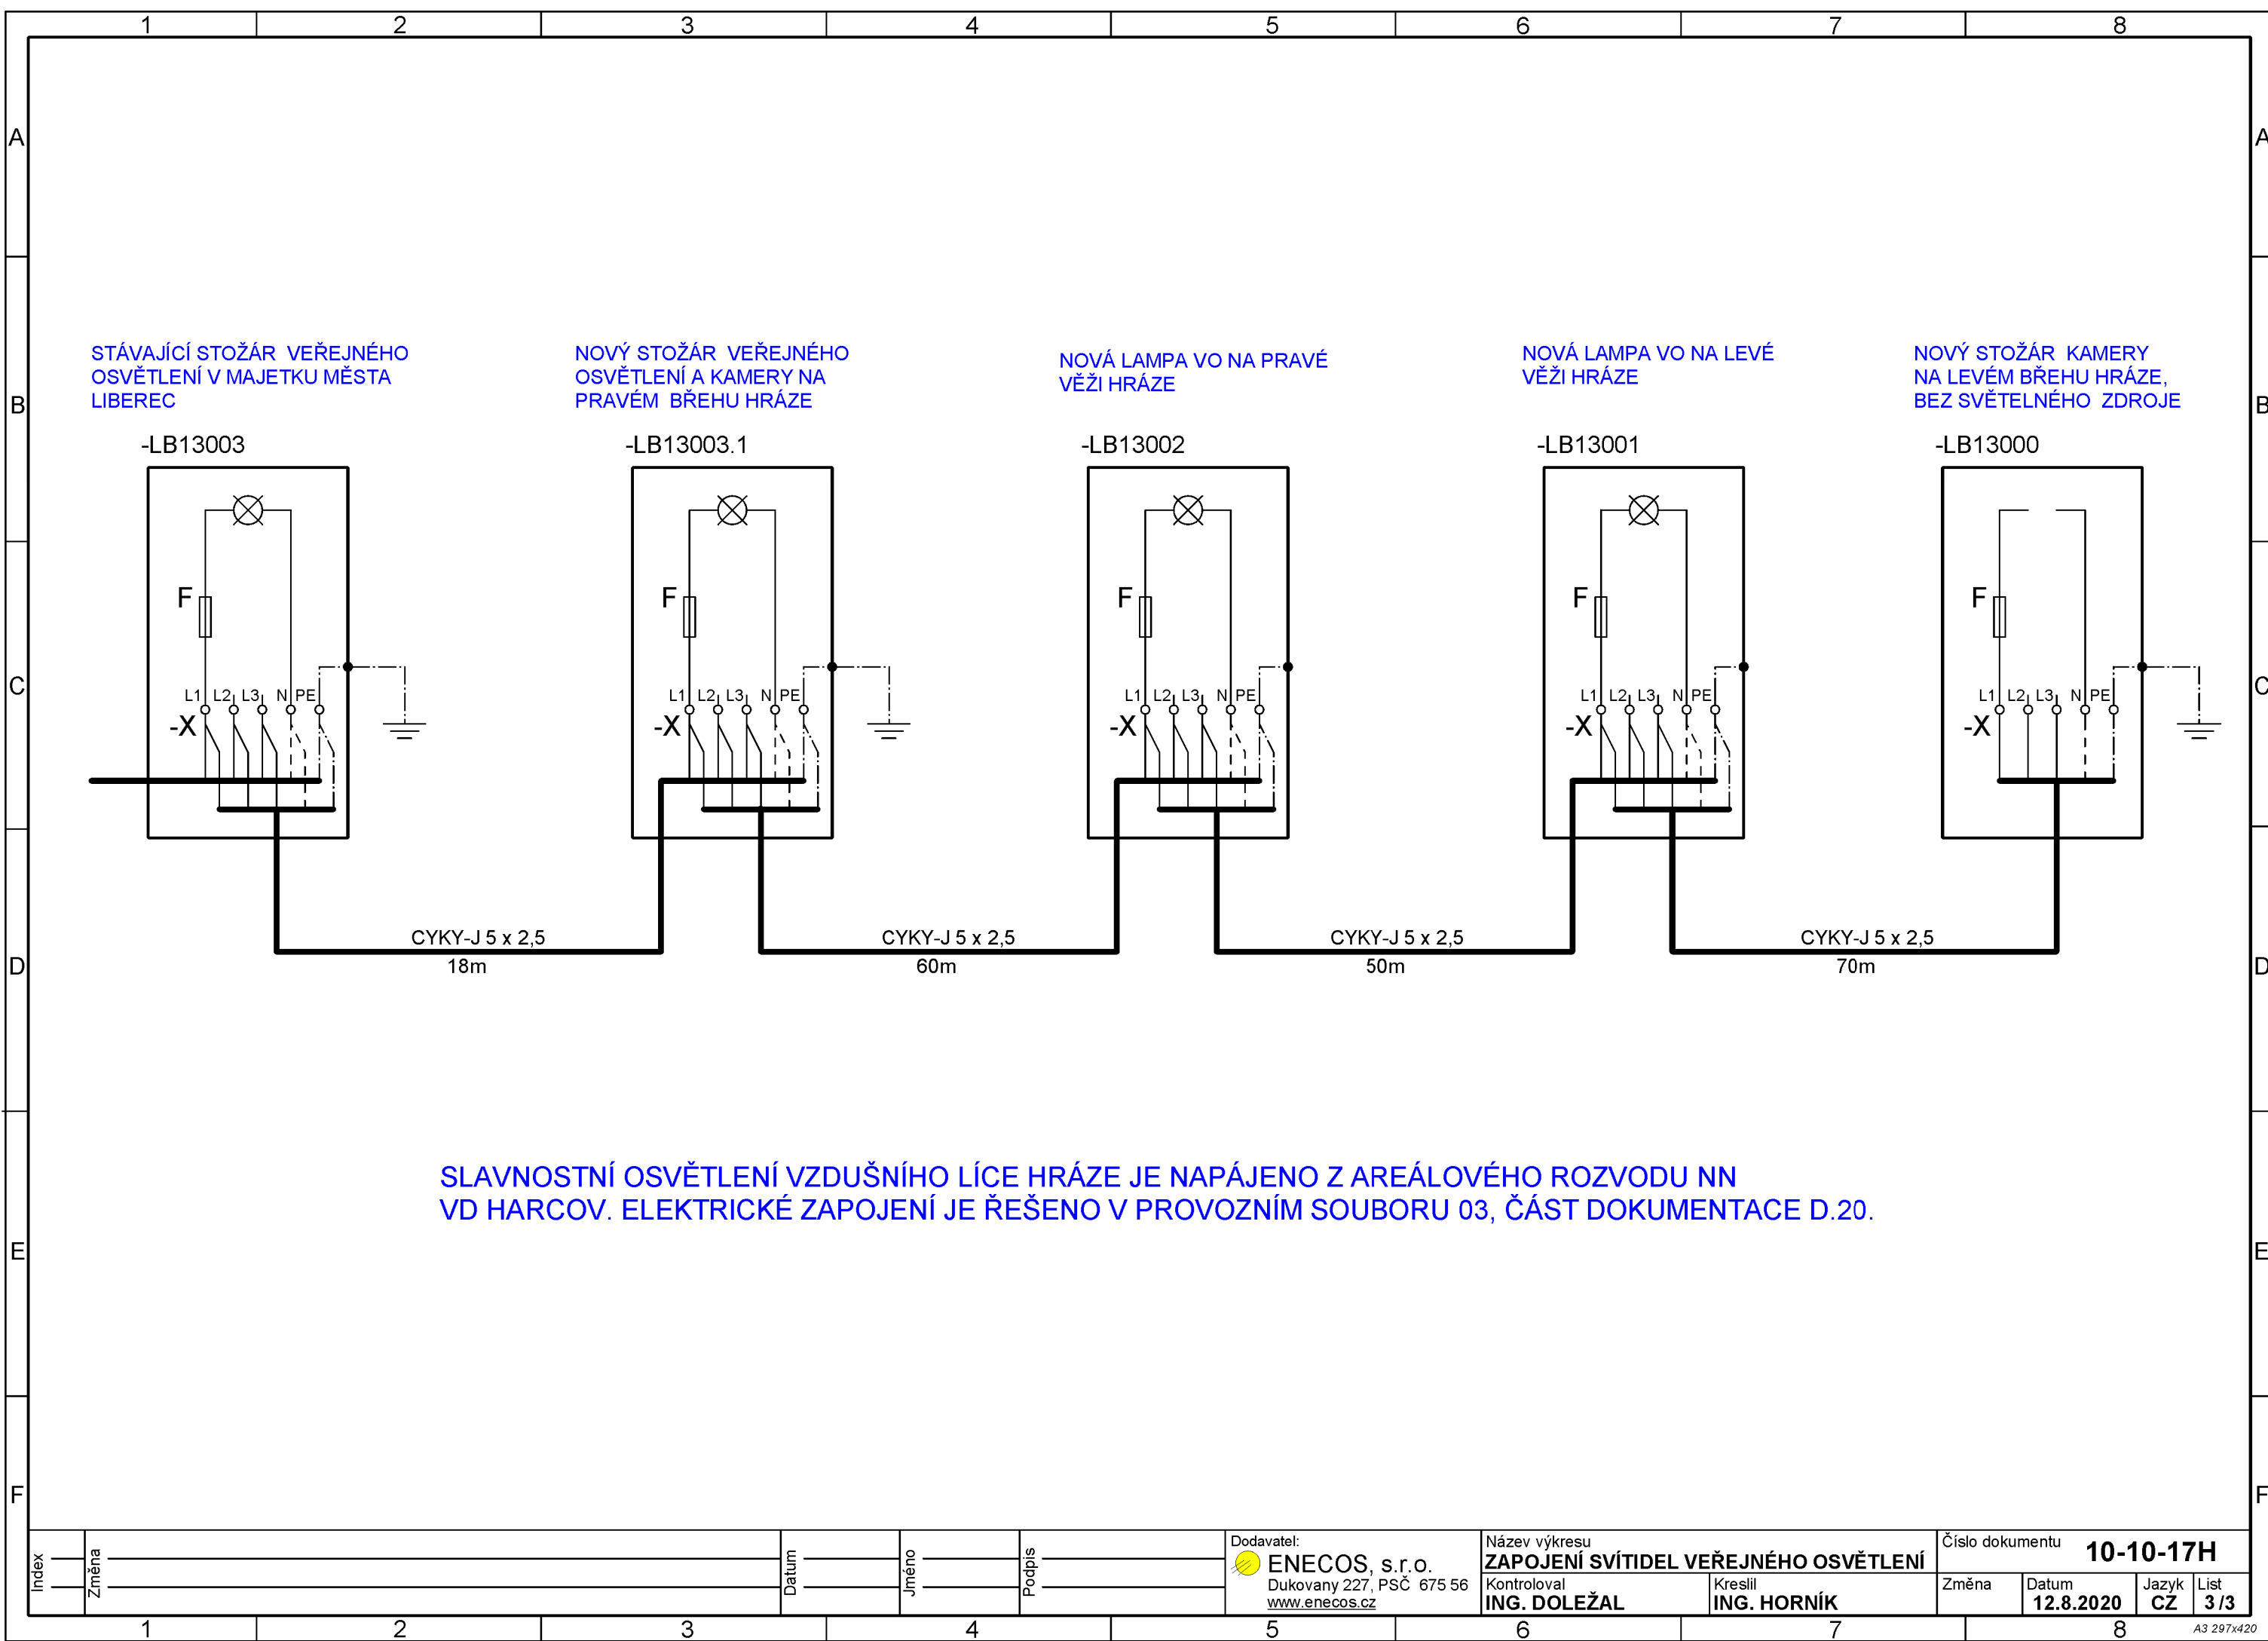 1 2 3 4 5 6 7 8
A A
STÁVAJÍCÍ STOŽÁR VEŘEJNÉHO
OSVĚTLENÍ V MAJETKU MĚSTA
LIBEREC
NOVÝ STOŽÁR VEŘEJNÉHO
OSVĚTLENÍ A KAMERY NA
PRAVÉM BŘEHU HRÁZE
NOVÁ LAMPA VO NA PRAVÉ
VĚŽI HRÁZE
NOVÁ LAMPA VO NA LEVÉ
VĚŽI HRÁZE
NOVÝ STOŽÁR KAMERY
NA LEVÉM BŘEHU HRÁZE,
BEZ SVĚTELNÉHO ZDROJE
B B
-LB13003
F
L1 L2 L3 N PE
-X
-LB13003.1
F
L1 L2 L3 N PE
-X
-LB13002
F
L1 L2 L3 N PE
-X
-LB13001
F
L1 L2 L3 N PE
-X
-LB13000
F
L1 L2 L3 N PE
-X
C C
CYKY-J 5 x 2,5
18m
CYKY-J 5 x 2,5
60m
CYKY-J 5 x 2,5
50m
CYKY-J 5 x 2,5
70m
D D
SLAVNOSTNÍ OSVĚTLENÍ VZDUŠNÍHO LÍCE HRÁZE JE NAPÁJENO Z AREÁLOVÉHO ROZVODU NN
VD HARCOV. ELEKTRICKÉ ZAPOJENÍ JE ŘEŠENO V PROVOZNÍM SOUBORU 03, ČÁST DOKUMENTACE D.20.
E E
F F
Index
Změna
Datum
Jméno
Podpis
Dodavatel:
ENECOS, s.r.o.
Dukovany 227, PSČ 675 56
www.enecos.cz
Název výkresu
ZAPOJENÍ SVÍTIDEL VEŘEJNÉHO OSVĚTLENÍ
Kontroloval
ING. DOLEŽAL
Kreslil
ING. HORNÍK
Číslo dokumentu
10-10-17H
Změna
Datum
12.8.2020
Jazyk
CZ
List
3 /3
1 2 3 4 5 6 7 8
A3 297x420